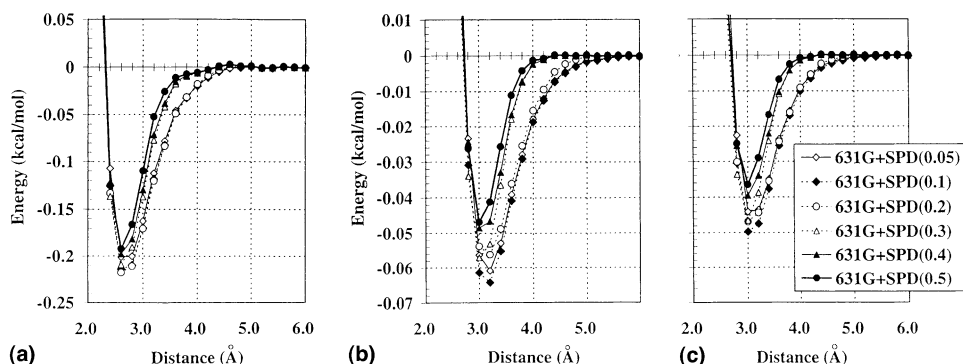 0.05
0
-0.05
-0.1
-0.15
-0.2
-0.25
Energy (kcal/mol)
2.0 3.0 4.0 5.0 6.0
(a) Distance (Å)
0.01
0
-0.01
-0.02
-0.03
-0.04
-0.05
-0.06
-0.07
Energy (kcal/mol)
2.0 3.0 4.0 5.0
(b) Distance (Å)
631G+SPD(0.05)
631G+SPD(0.1)
631G+SPD(0.2)
631G+SPD(0.3)
631G+SPD(0.4)
631G+SPD(0.5)
2.0 3.0 4.0 5.0 6.0
(c) Distance (Å)